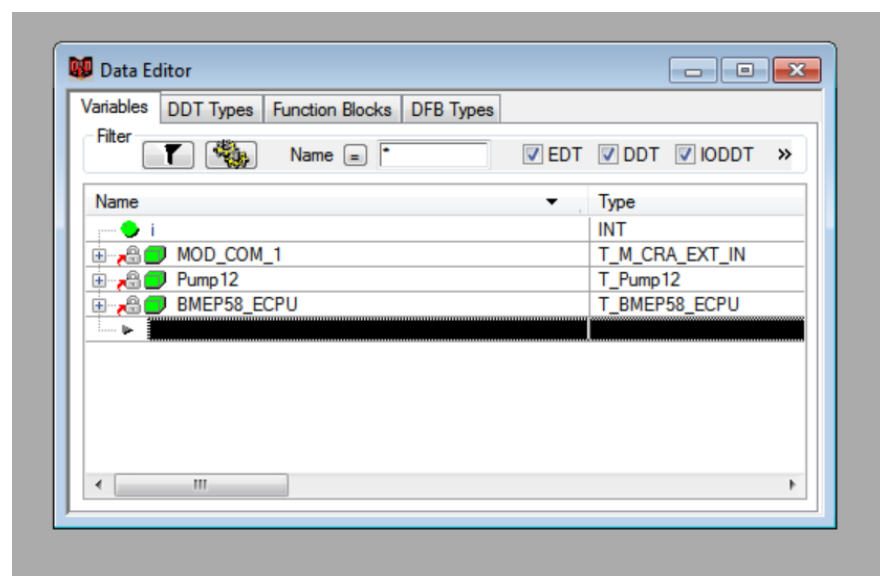 Data Editor
Variables DDT Types Function Blocks DFB Types
Filter
Name = * EDT DDT IODDT »
Name Type
i INT
MOD_COM_1 T_M_CRA_EXT_IN
Pump12 T_Pump12
BMEP58_ECPU T_BMEP58_ECPU